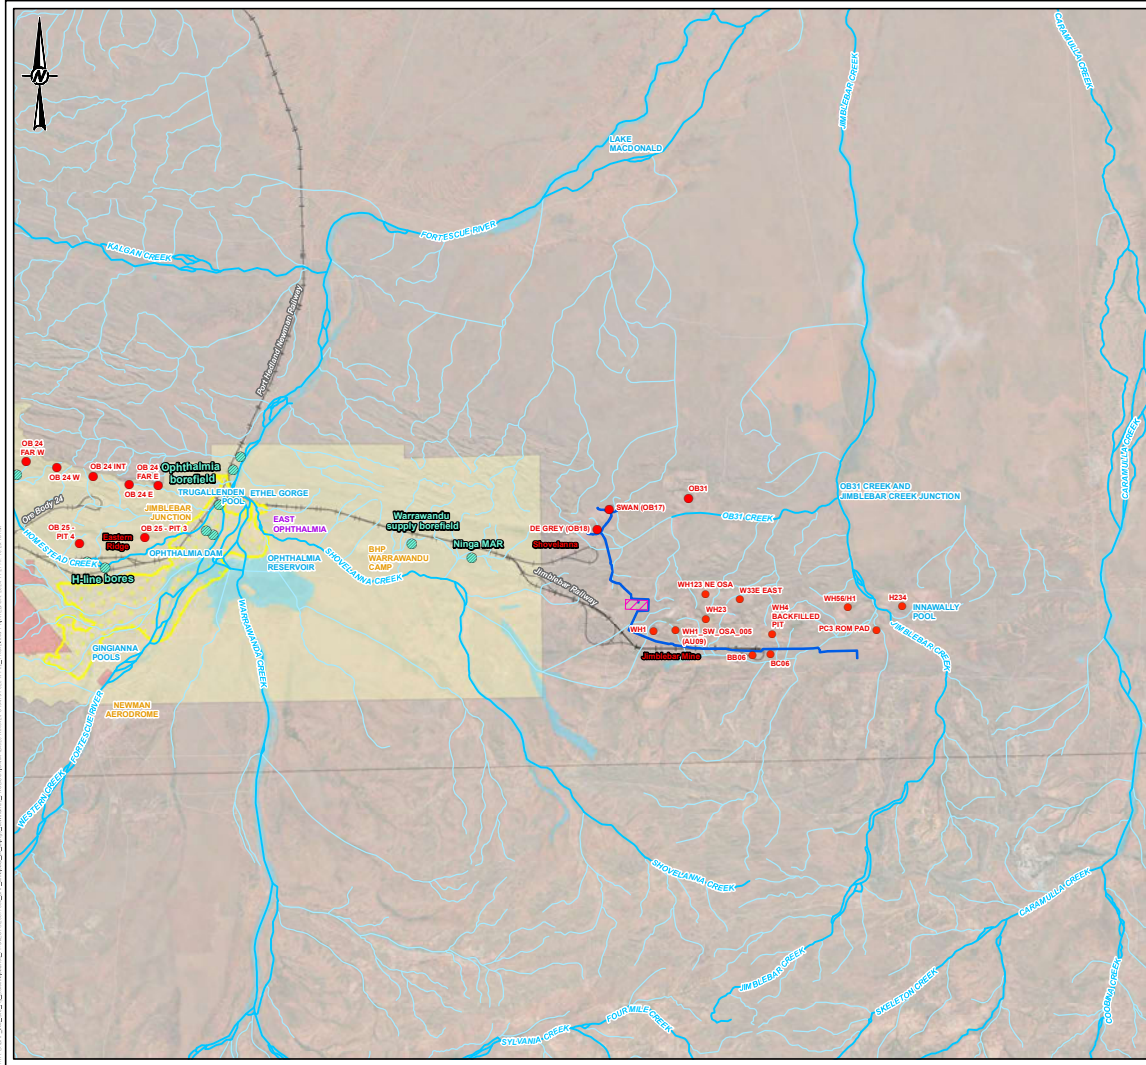 N
CARAMULLA CREEK
JIMBLEBAR CREEK
LAKE
MACDONALD
FORTESCUE RIVER
KALGAN CREEK
Port Hedland Newman Railway
OB 24
FAR W
OB 24 W
OB 24 INT
OB 24
FAR E
OB 24 E
Ophthalmia
borefield
TRUGALLENDEN
POOL
ETHEL GORGE
Ore Body 24
JIMBLEBAR
JUNCTION
EAST
OPHTHALMIA
OB 25 -
PIT 4
Eastern
Ridge
OB 25 - PIT 3
HOMESTEAD CREEK
OPHTHALMIA DAM
H-line bores
OPHTHALMIA
RESERVOIR
SHOVELANNA CREEK
BHP
WARRAWANDU
CAMP
Warrawandu
supply borefield
Ninga MAR
Shovelanna
DE GREY (OB18)
SWAN (OB17)
OB31
OB31 CREEK
OB31 CREEK AND
JIMBLEBAR CREEK JUNCTION
CARAMULLA CREEK
Jimblebar Railway
WH123 NE OSA
W33E EAST
WH23
WH4
BACKFILLED
PIT
WH56/H1
H234
INNAWALLY
POOL
WH1
WH1_SW_OSA_005
(AU09)
PC3 ROM PAD
JIMBLEBAR CREEK
Jimblebar Mine
BB06
BC06
WARRAWANDA CREEK
GINGIANNA
POOLS
NEWMAN
AERODROME
FORTESCUE RIVER
WESTERN CREEK
SHOVELANNA CREEK
CARAMULLA CREEK
JIMBLEBAR CREEK
SKELETON CREEK
COOBINA CREEK
FOUR MILE CREEK
SYLVANIA CREEK